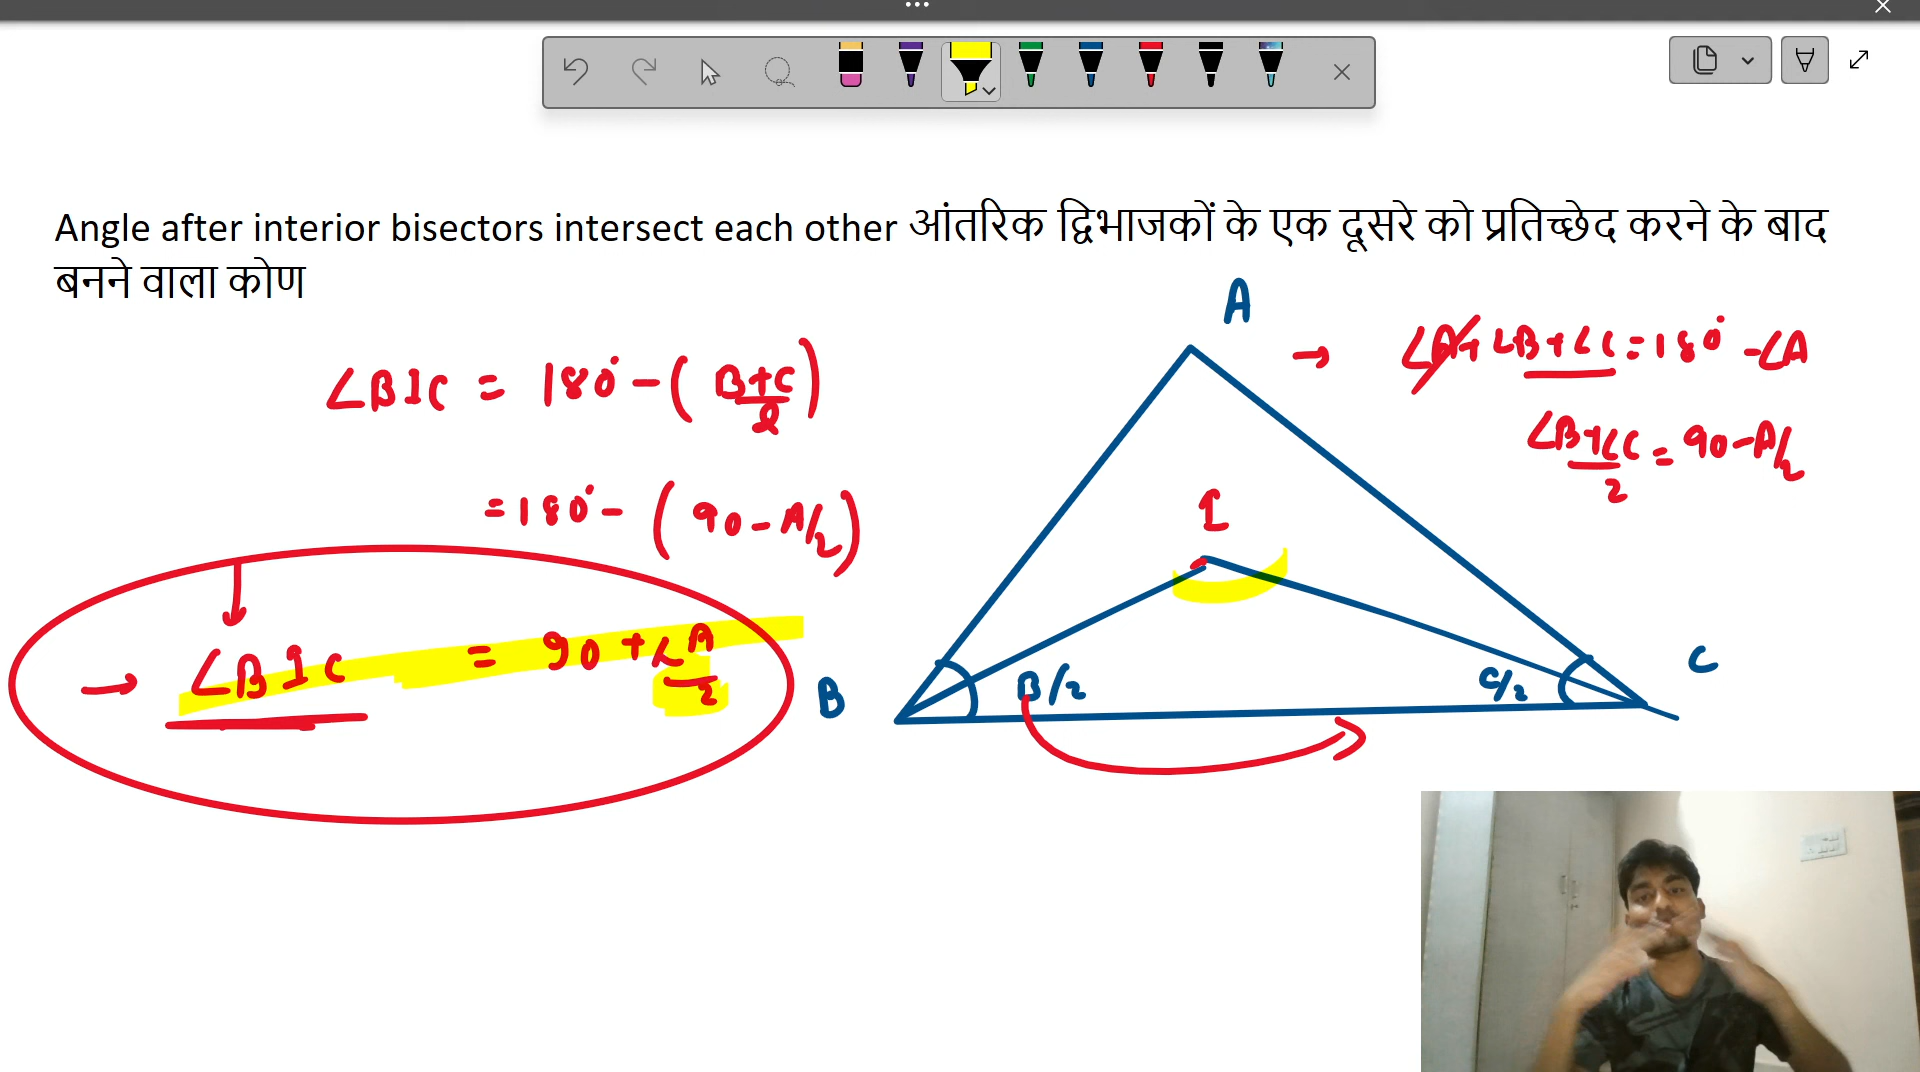 Angle after interior bisectors intersect each other आंतरिक द्विभाजकों के एक दूसरे को प्रतिच्छेद करने के बाद
बनने वाला कोण
A
→ ∠A+∠B+∠C=180°-∠A
∠B+∠C/2=90-A/2
∠BIC = 180°-(B+C/2)
=180°-(90-A/2)
→ ∠BIC = 90+∠A/2
I
B
B/2
C/2
C